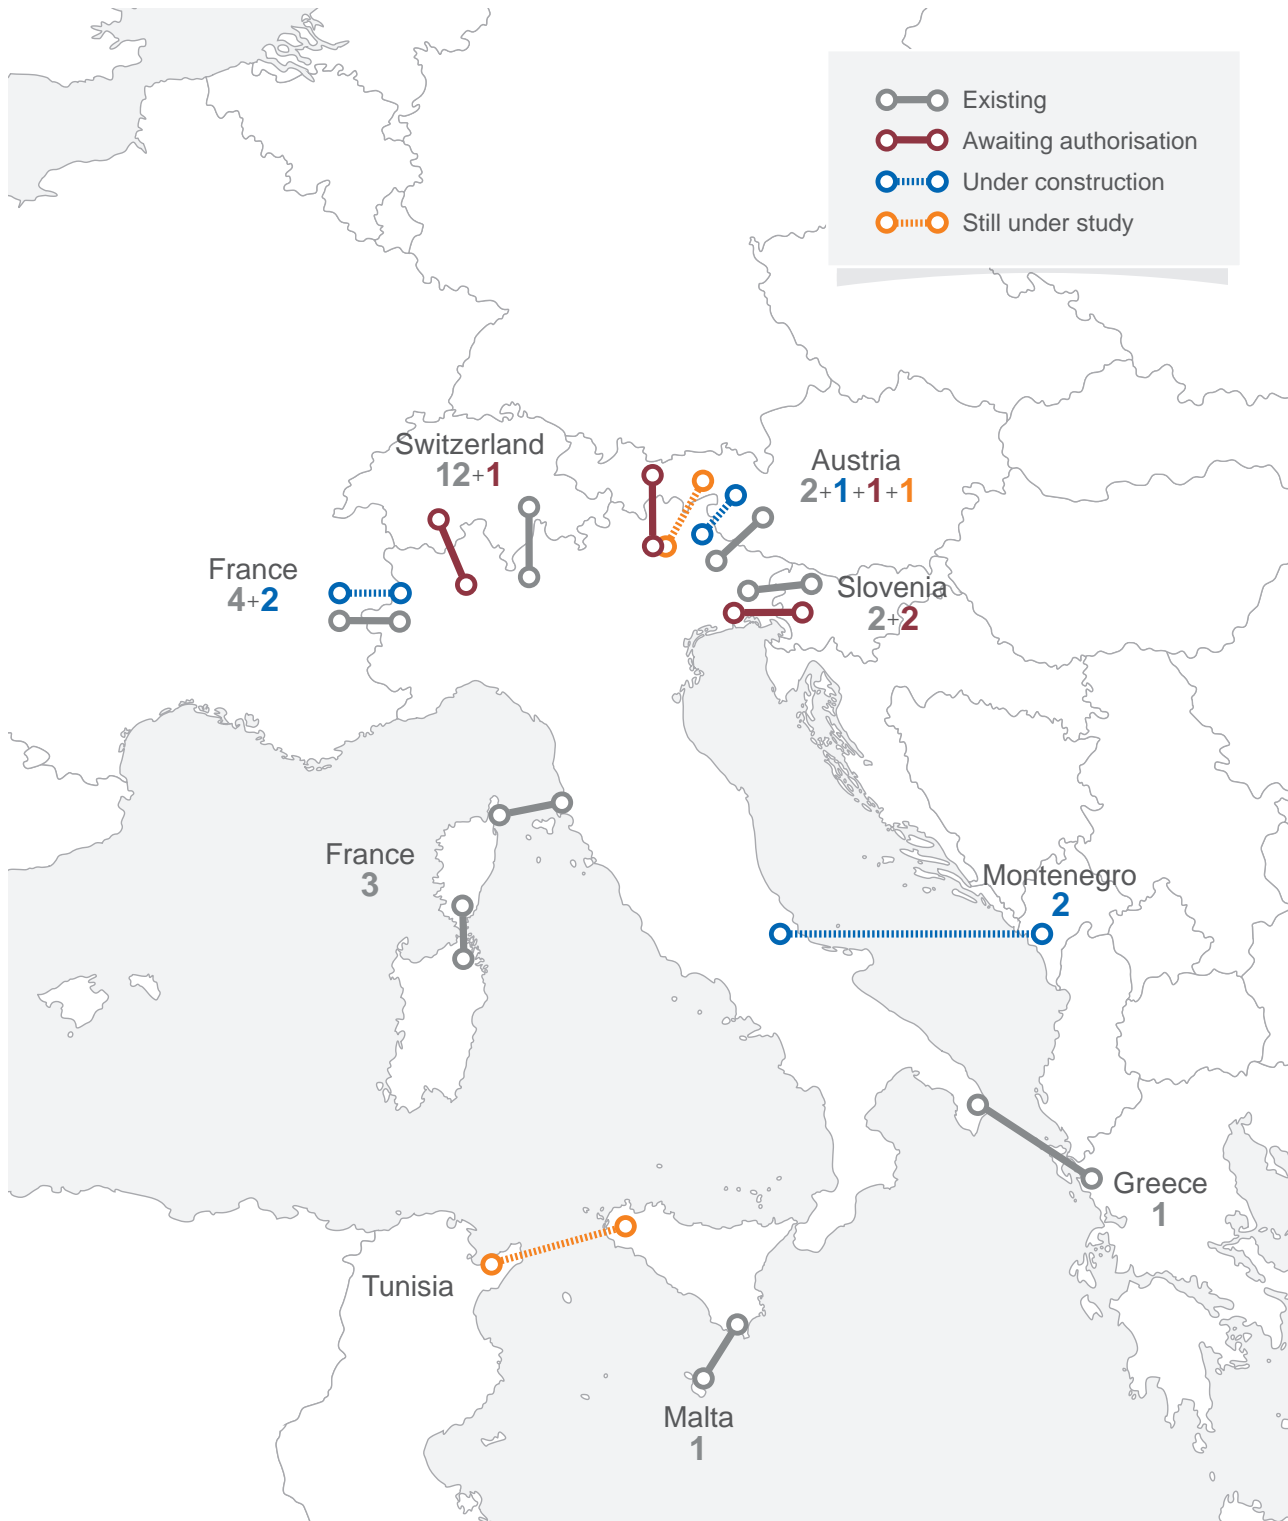 Existing
Awaiting authorisation
Under construction
Still under study
Switzerland
12+1
Austria
2+1+1+1
France
4+2
Slovenia
2+2
France
3
Montenegro
2
Greece
1
Tunisia
Malta
1